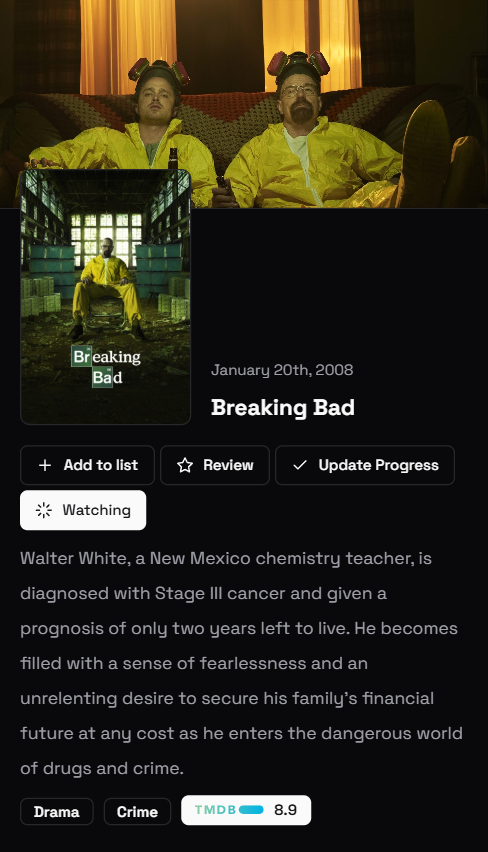 Breaking
Bad
January 20th, 2008
Breaking Bad
Add to list
Review
Update Progress
Watching
Walter White, a New Mexico chemistry teacher, is
diagnosed with Stage III cancer and given a
prognosis of only two years left to live. He becomes
filled with a sense of fearlessness and an
unrelenting desire to secure his family's financial
future at any cost as he enters the dangerous world
of drugs and crime.
Drama
Crime
TMDB 8.9